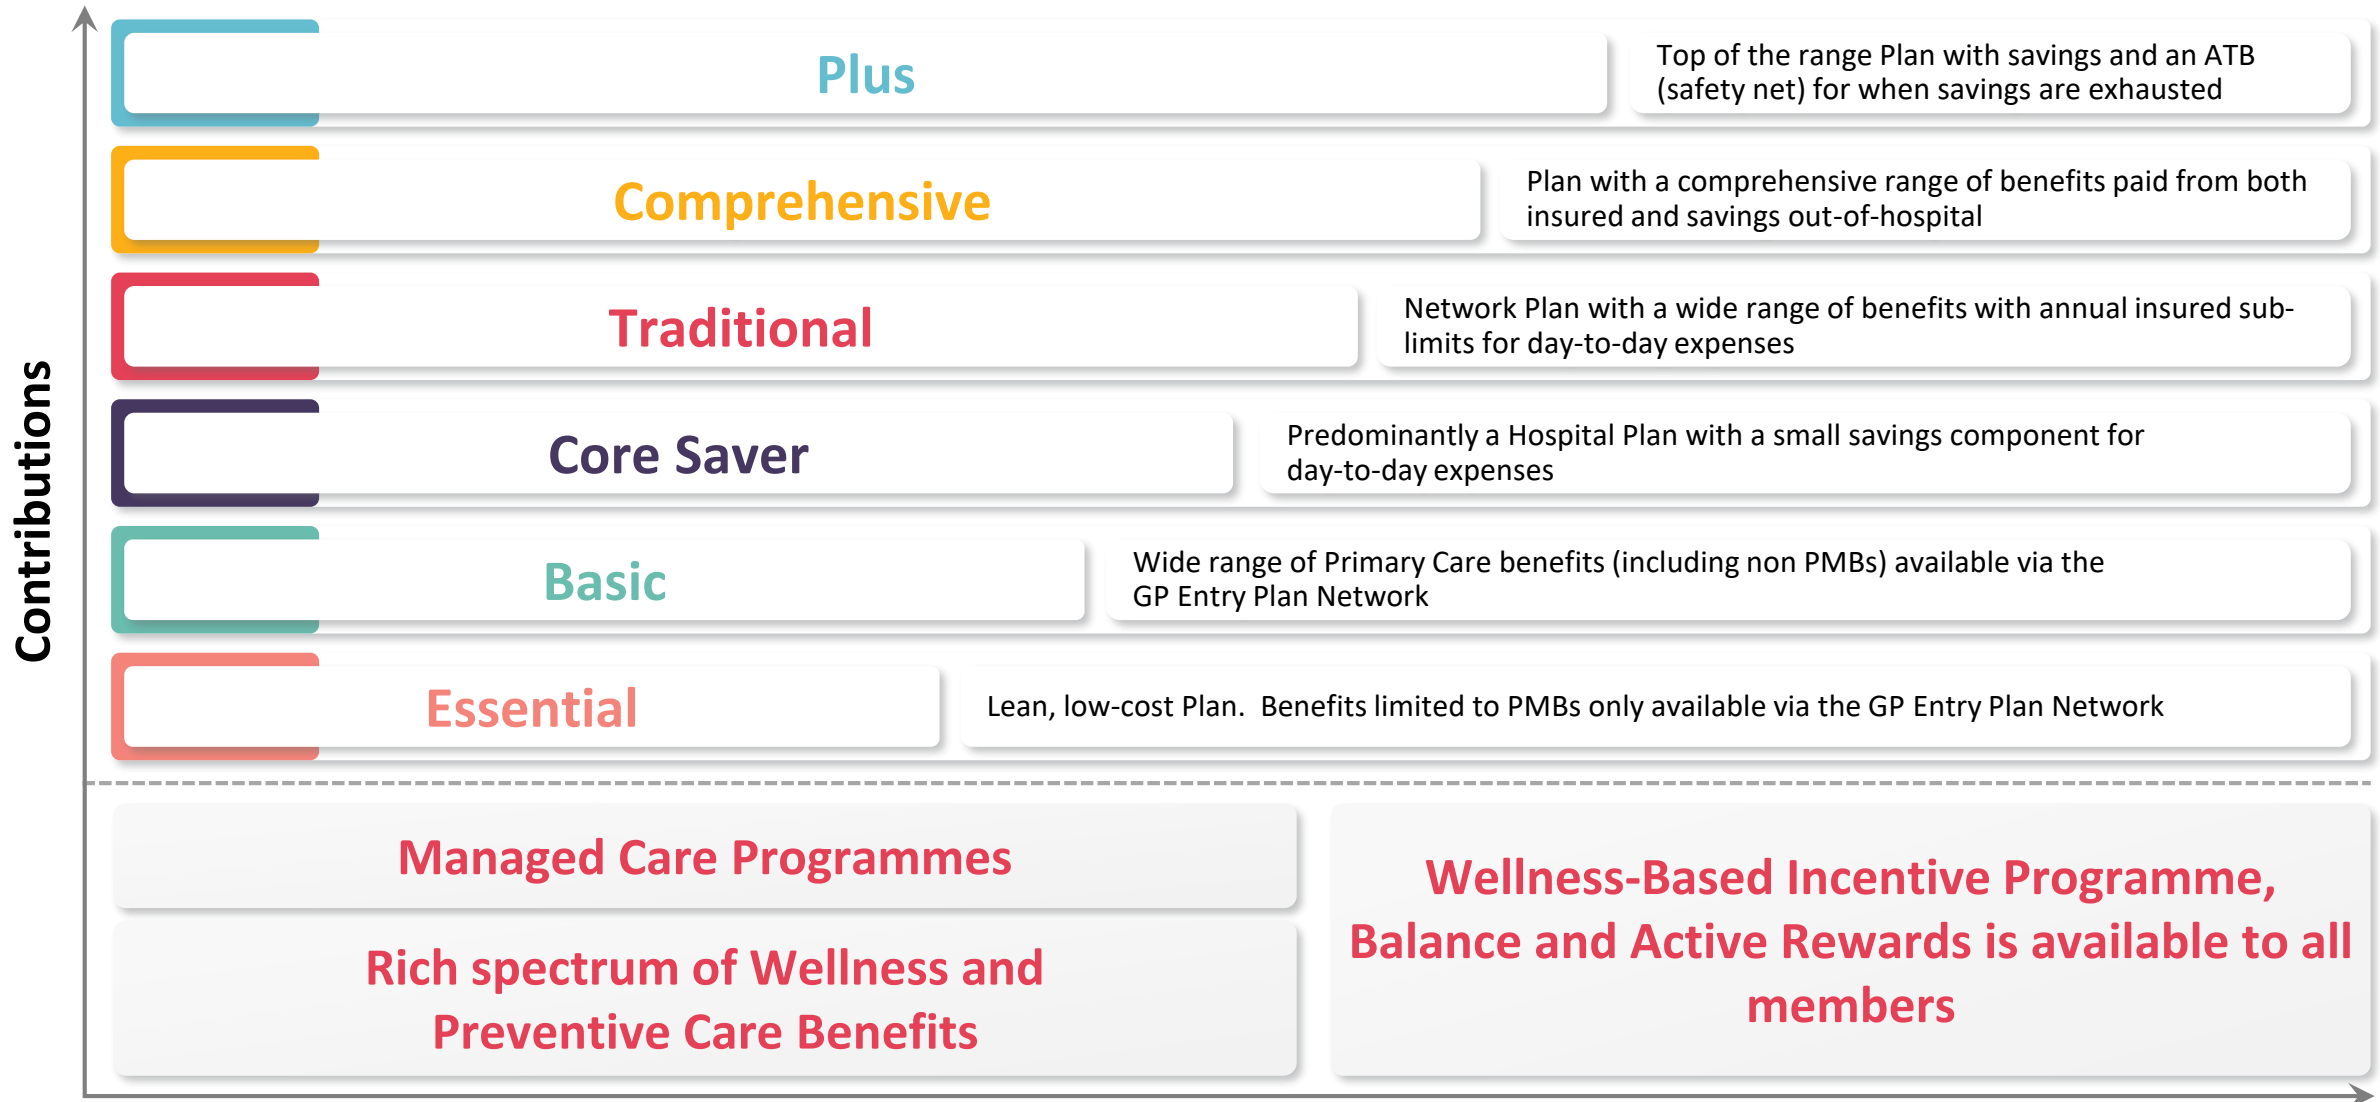 Contributions
Plus
Top of the range Plan with savings and an ATB
(safety net) for when savings are exhausted
Comprehensive
Plan with a comprehensive range of benefits paid from both
insured and savings out-of-hospital
Traditional
Network Plan with a wide range of benefits with annual insured sub-
limits for day-to-day expenses
Core Saver
Predominantly a Hospital Plan with a small savings component for
day-to-day expenses
Basic
Wide range of Primary Care benefits (including non PMBs) available via the
GP Entry Plan Network
Essential
Lean, low-cost Plan.  Benefits limited to PMBs only available via the GP Entry Plan Network
Managed Care Programmes
Rich spectrum of Wellness and
Preventive Care Benefits
Wellness-Based Incentive Programme,
Balance and Active Rewards is available to all
members